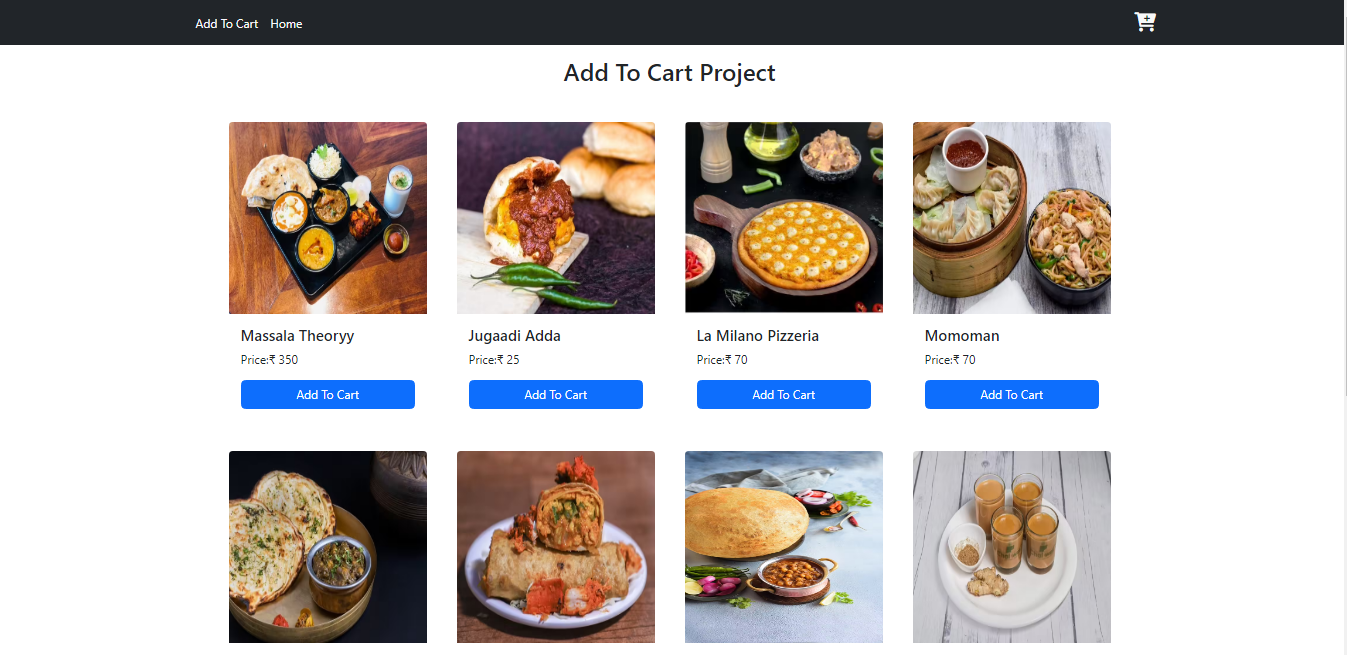 Add To Cart Home
Add To Cart Project
Massala Theoryy
Price:₹ 350
Add To Cart
Jugaadi Adda
Price:₹ 25
Add To Cart
La Milano Pizzeria
Price:₹ 70
Add To Cart
Momoman
Price:₹ 70
Add To Cart